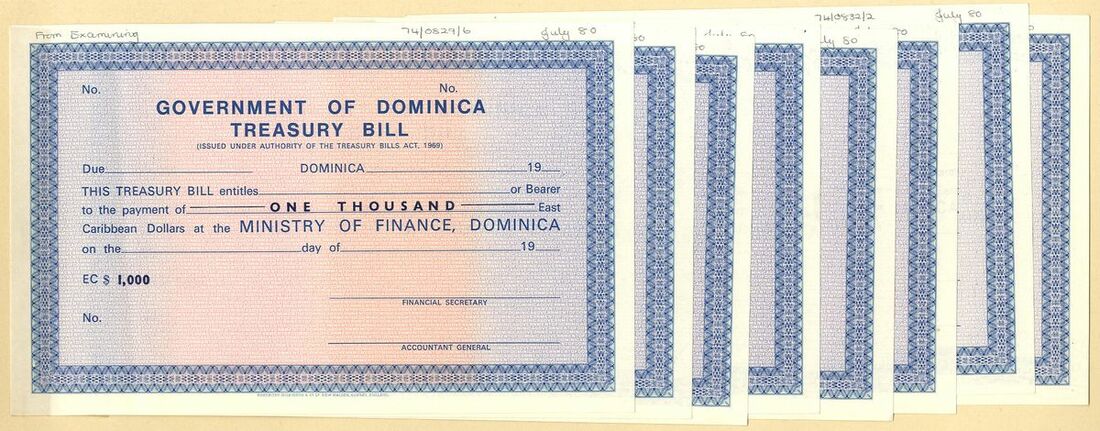 From Examining 74/0829/6 July 80
74/0832/2 July 80
July 80
No. No.
GOVERNMENT OF DOMINICA
TREASURY BILL
(ISSUED UNDER AUTHORITY OF THE TREASURY BILLS ACT, 1969)
Due DOMINICA 19
THIS TREASURY BILL entitles or Bearer
to the payment of ONE THOUSAND East
Caribbean Dollars at the MINISTRY OF FINANCE, DOMINICA
on the day of 19
EC $ 1,000
FINANCIAL SECRETARY
No.
ACCOUNTANT GENERAL